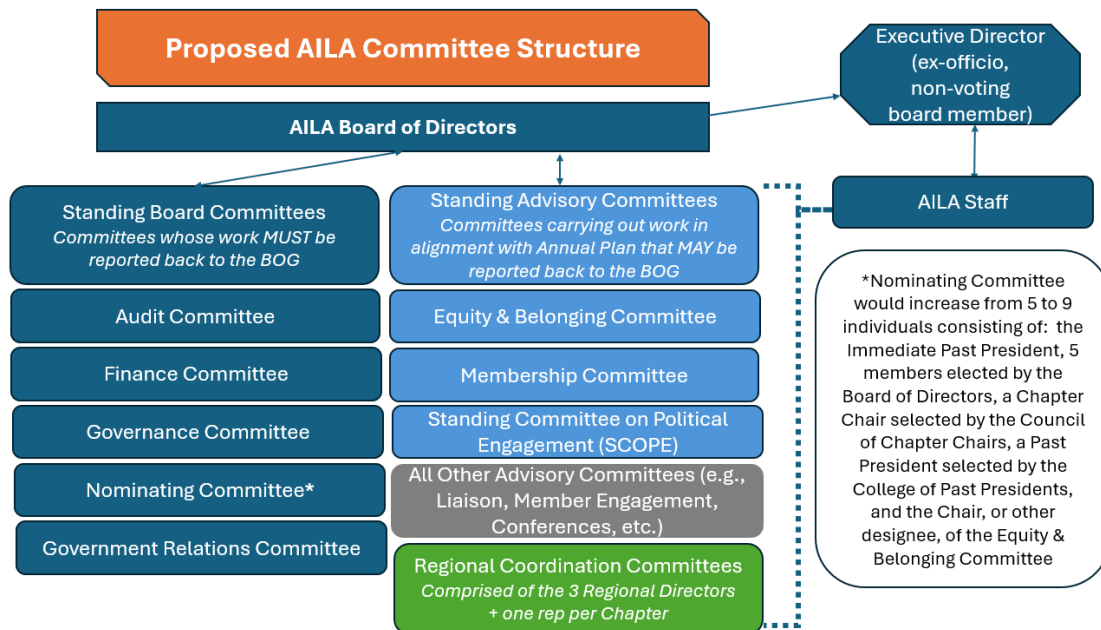 Proposed AILA Committee Structure
Executive Director
(ex-officio,
non-voting
board member)
AILA Board of Directors
Standing Board Committees
Committees whose work MUST be
reported back to the BOG
Standing Advisory Committees
Committees carrying out work in
alignment with Annual Plan that MAY be
reported back to the BOG
AILA Staff
Audit Committee
Equity & Belonging Committee
Finance Committee
Membership Committee
Governance Committee
Standing Committee on Political
Engagement (SCOPE)
Nominating Committee*
All Other Advisory Committees (e.g.,
Liaison, Member Engagement,
Conferences, etc.)
Government Relations Committee
Regional Coordination Committees
Comprised of the 3 Regional Directors
+ one rep per Chapter
*Nominating Committee
would increase from 5 to 9
individuals consisting of: the
Immediate Past President, 5
members elected by the
Board of Directors, a Chapter
Chair selected by the Council
of Chapter Chairs, a Past
President selected by the
College of Past Presidents,
and the Chair, or other
designee, of the Equity &
Belonging Committee